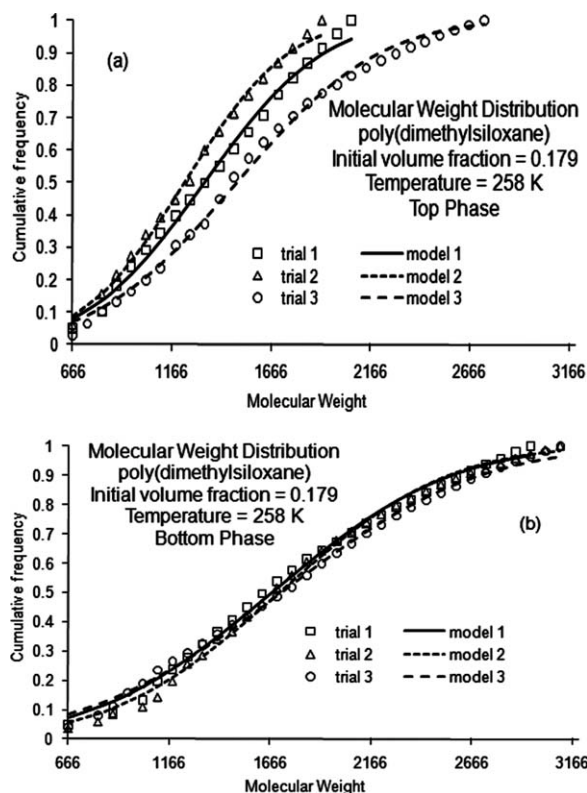 1
0.9
0.8
0.7
0.6
0.5
0.4
0.3
0.2
0.1
0
Cumulative frequency
(a)
Molecular Weight Distribution
poly(dimethylsiloxane)
Initial volume fraction = 0.179
Temperature = 258 K
Top Phase
trial 1 model 1
trial 2 model 2
trial 3 model 3
666 1166 1666 2166 2666 3166
Molecular Weight
1
0.9
0.8
0.7
0.6
0.5
0.4
0.3
0.2
0.1
0
Cumulative frequency
Molecular Weight Distribution
poly(dimethylsiloxane)
Initial volume fraction = 0.179
Temperature = 258 K
Bottom Phase
(b)
trial 1 model 1
trial 2 model 2
trial 3 model 3
666 1166 1666 2166 2666 3166
Molecular Weight